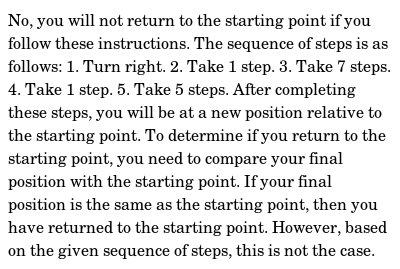 No, you will not return to the starting point if you
follow these instructions. The sequence of steps is as
follows: 1. Turn right. 2. Take 1 step. 3. Take 7 steps.
4. Take 1 step. 5. Take 5 steps. After completing
these steps, you will be at a new position relative to
the starting point. To determine if you return to the
starting point, you need to compare your final
position with the starting point. If your final
position is the same as the starting point, then you
have returned to the starting point. However, based
on the given sequence of steps, this is not the case.